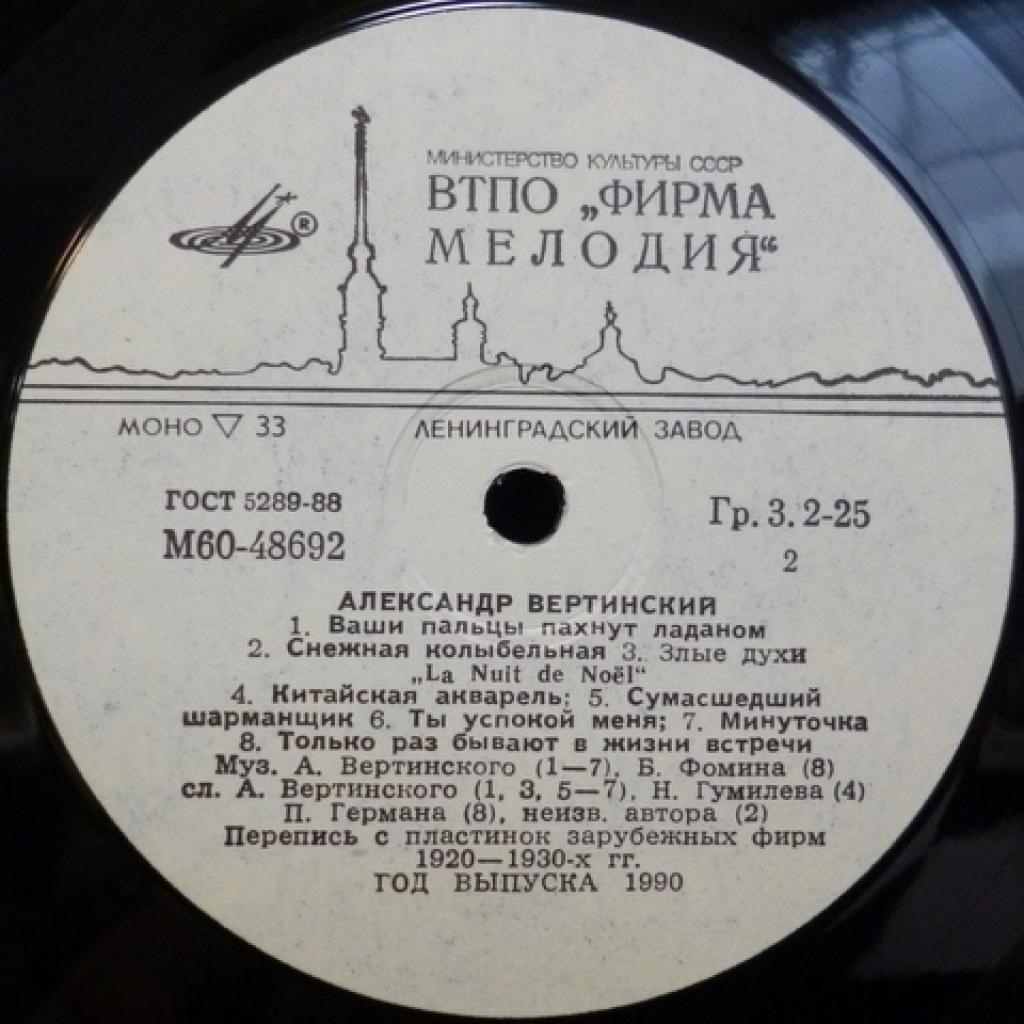 МИНИСТЕРСТВО КУЛЬТУРЫ СССР
ВТПО „ФИРМА
МЕЛОДИЯ“
®
МОНО ▽ 33
ЛЕНИНГРАДСКИЙ ЗАВОД
ГОСТ 5289-88
М60-48692
Гр. 3. 2-25
2
АЛЕКСАНДР ВЕРТИНСКИЙ
1. Ваши пальцы пахнут ладаном
2. Снежная колыбельная 3. Злые духи
„La Nuit de Noël“
4. Китайская акварель; 5. Сумасшедший
шарманщик 6. Ты успокой меня; 7. Минуточка
8. Только раз бывают в жизни встречи
Муз. А. Вертинского (1—7), Б. Фомина (8)
сл. А. Вертинского (1, 3, 5—7), Н. Гумилева (4)
П. Германа (8), неизв. автора (2)
Перепись с пластинок зарубежных фирм
1920—1930-х гг.
ГОД ВЫПУСКА 1990